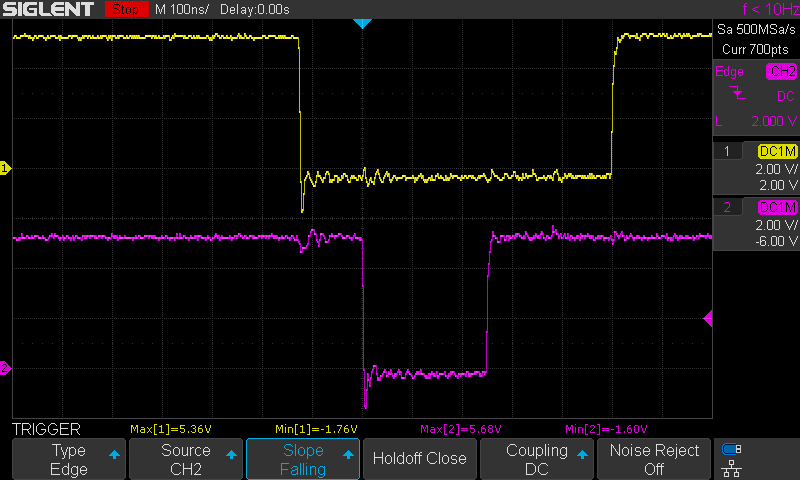 SIGLENT Stop M 100ns/ Delay:0.00s f < 10Hz
Sa 500MSa/s
Curr 700pts
Edge CH2
DC
L 2.000 V
1 DC1M
2.00 V/
2.00 V
2 DC1M
2.00 V/
-6.00 V
1
2
TRIGGER Max[1]=5.36V Min[1]=-1.76V Max[2]=5.68V Min[2]=-1.60V
Type Source Slope Holdoff Close Coupling Noise Reject
Edge CH2 Falling DC Off